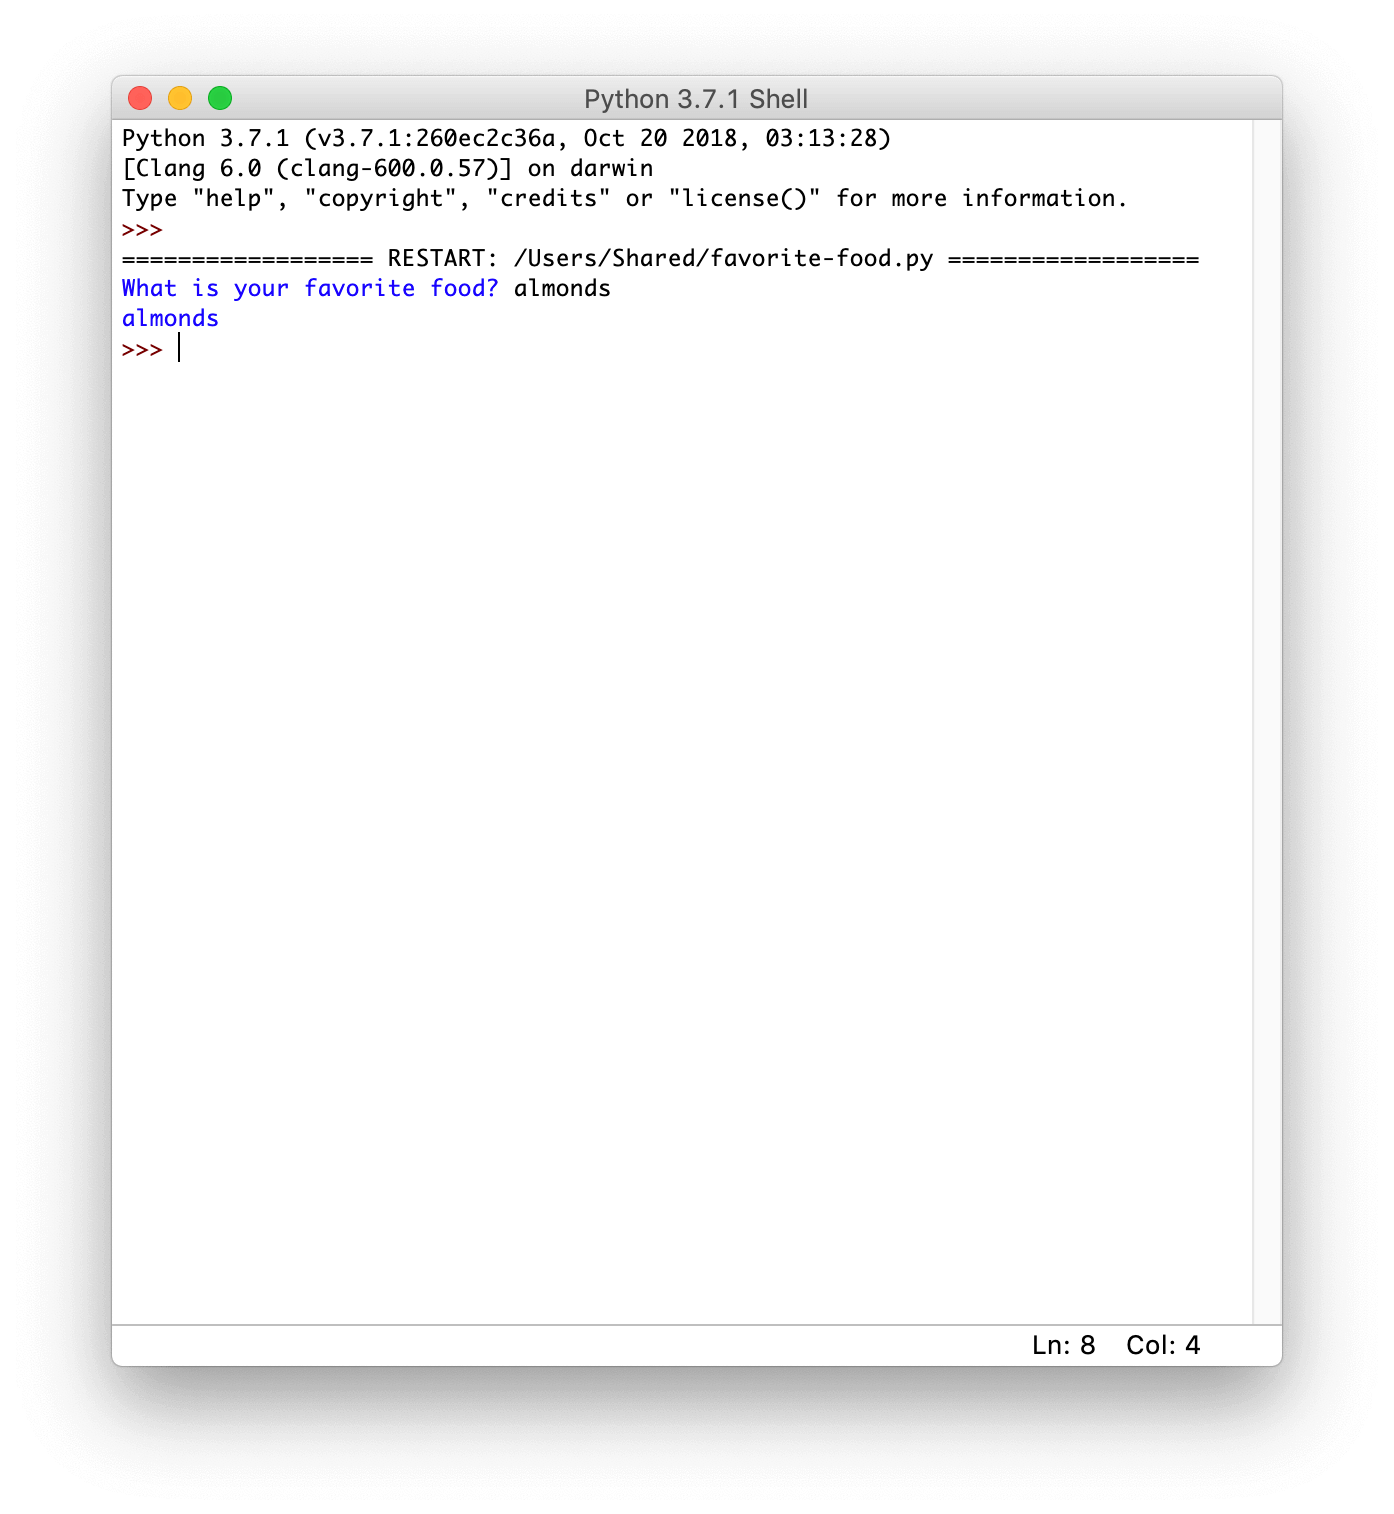 Python 3.7.1 Shell
Python 3.7.1 (v3.7.1:260ec2c36a, Oct 20 2018, 03:13:28)
[Clang 6.0 (clang-600.0.57)] on darwin
Type "help", "copyright", "credits" or "license()" for more information.
>>>
================== RESTART: /Users/Shared/favorite-food.py ==================
What is your favorite food? almonds
almonds
>>>
Ln: 8 Col: 4